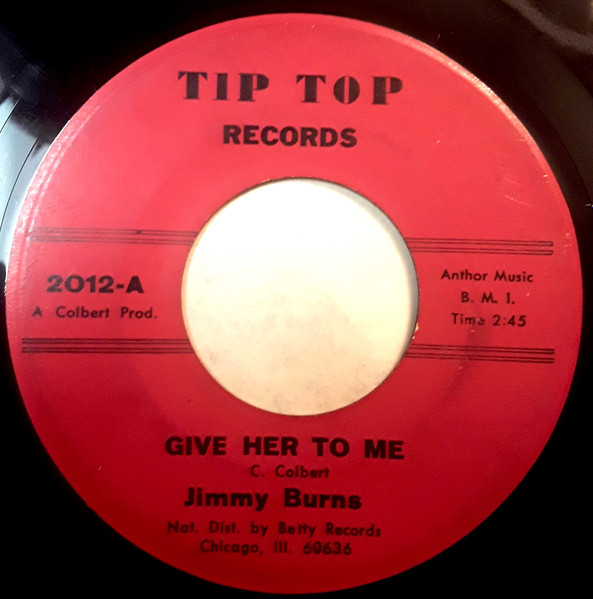 TIP TOP
RECORDS
2012-A
A Colbert Prod.
Anthor Music
B. M. I.
Time 2:45
GIVE HER TO ME
C. Colbert
Jimmy Burns
Nat. Dist. by Betty Records
Chicago, Ill. 60636